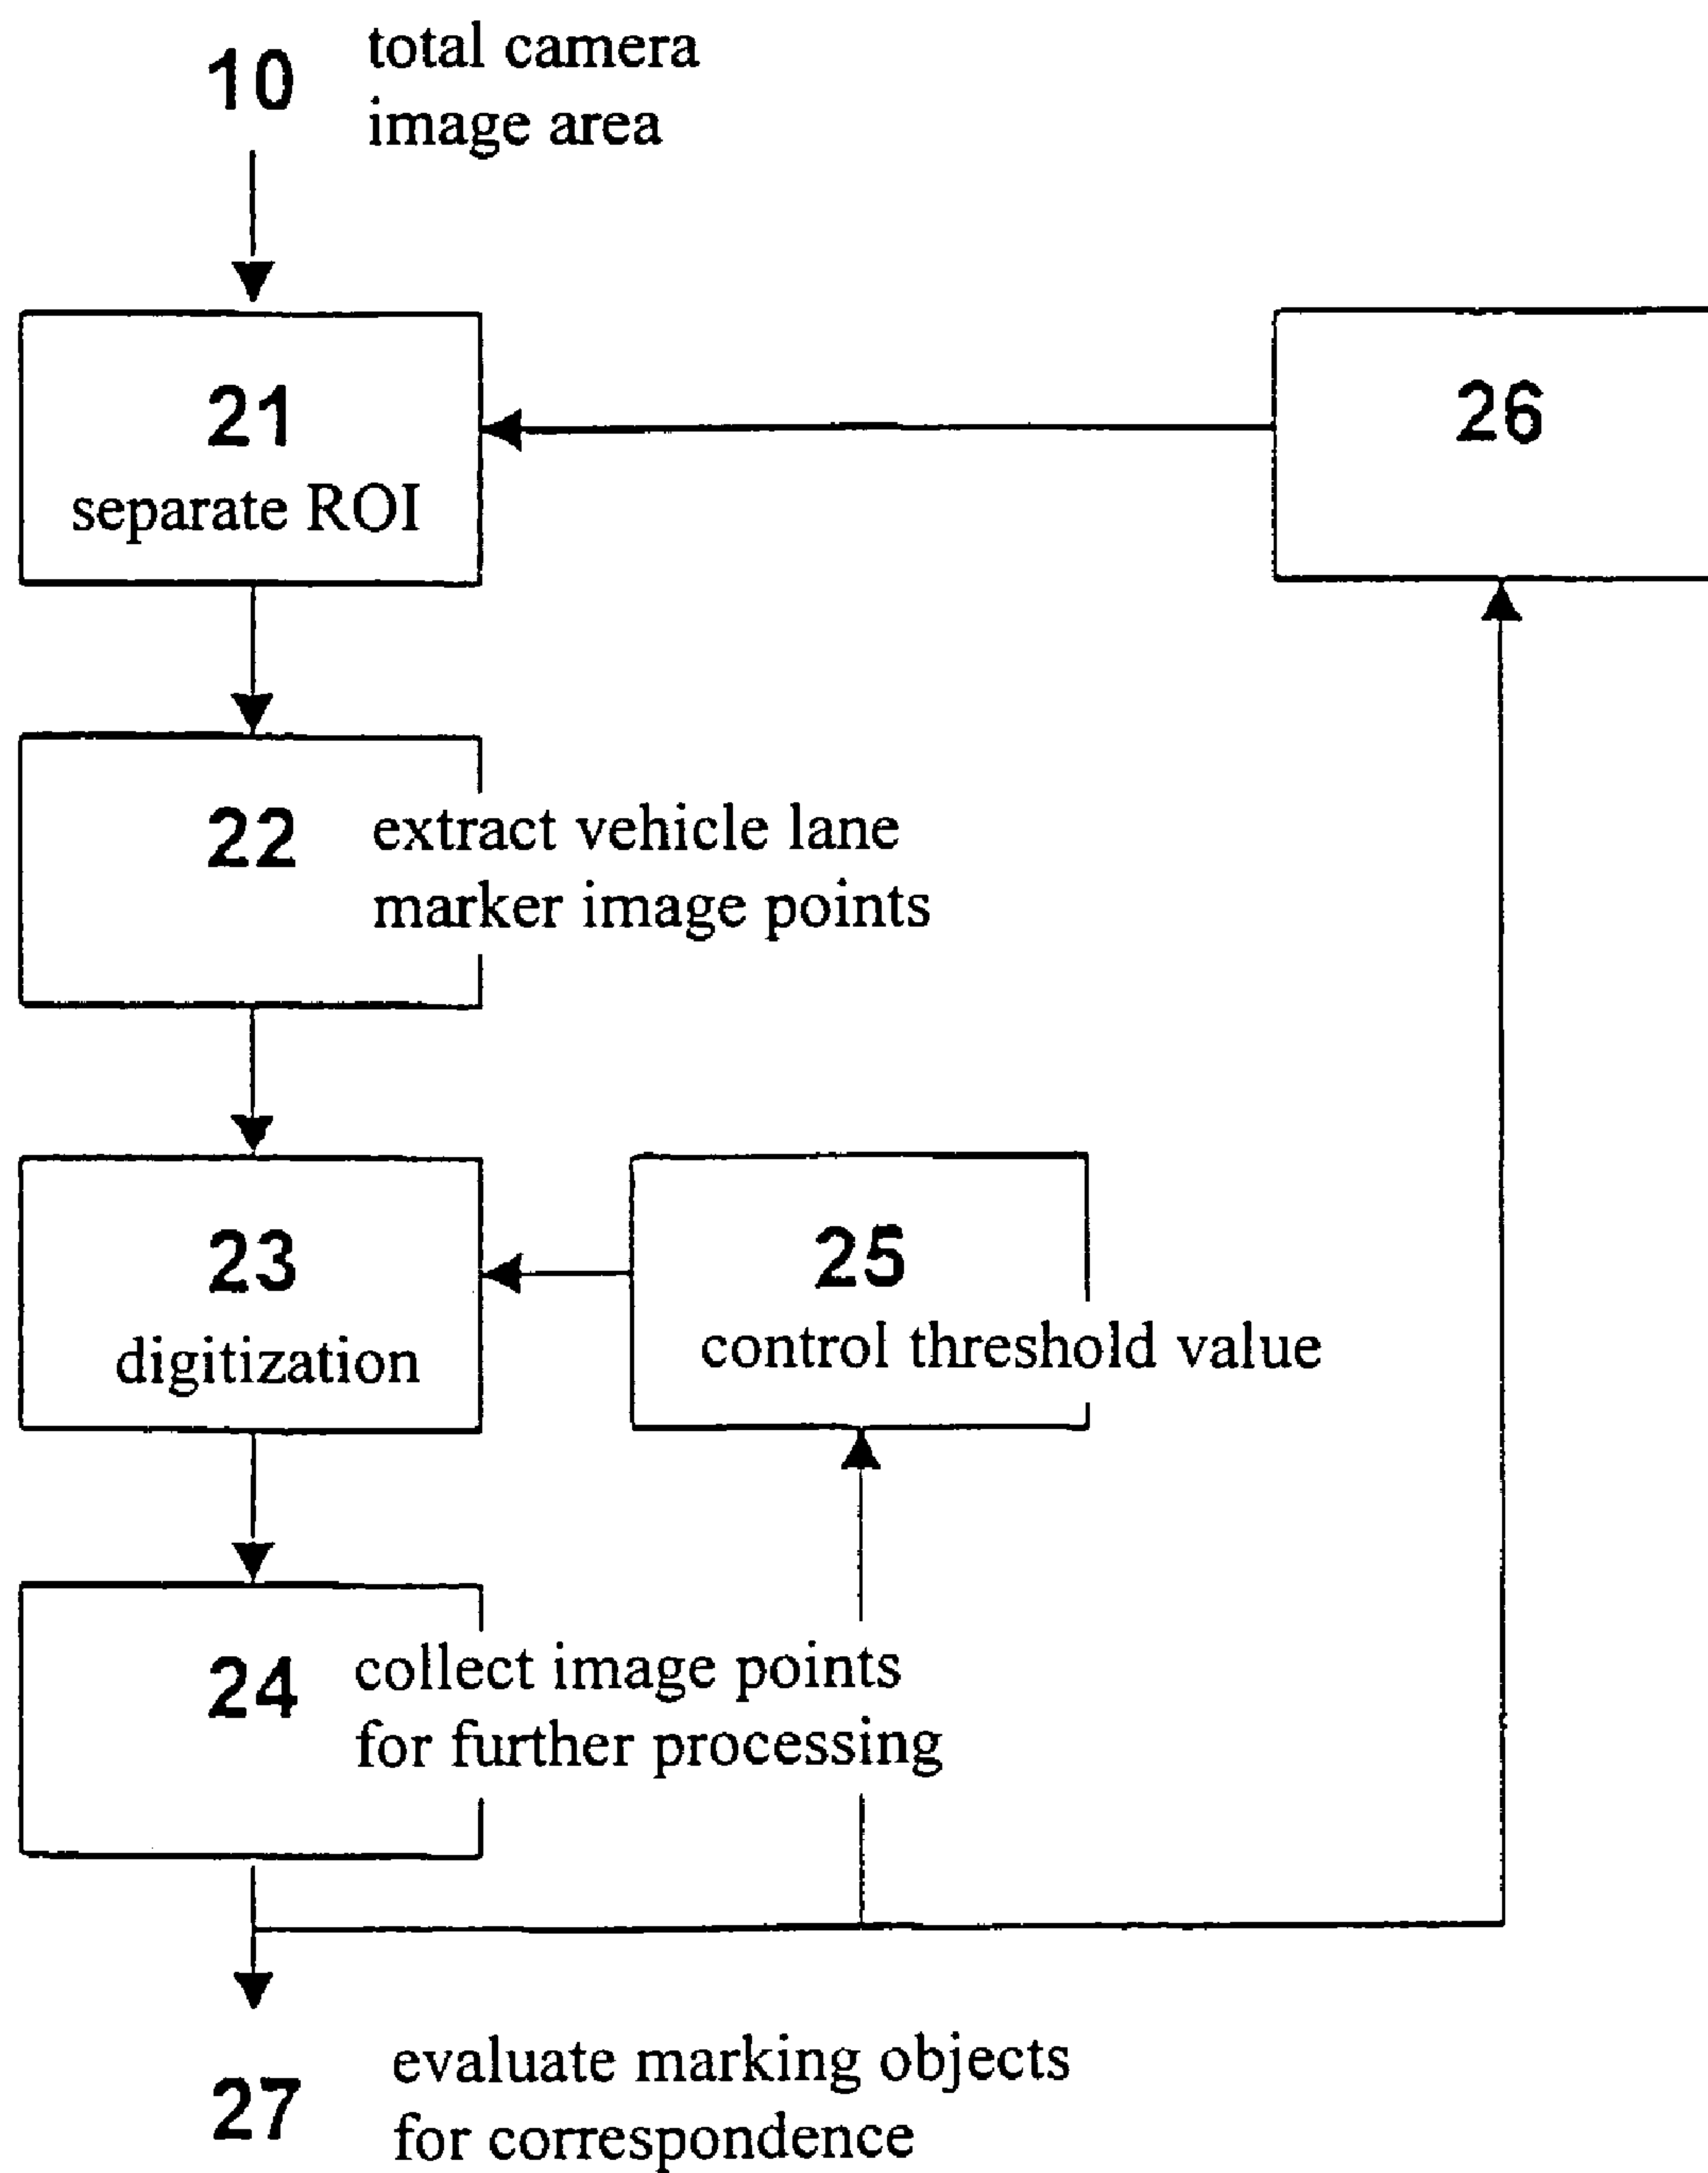 10
total camera
image area
21
separate ROI
26
22
extract vehicle lane
marker image points
23
digitization
25
control threshold value
24
collect image points
for further processing
27
evaluate marking objects
for correspondence